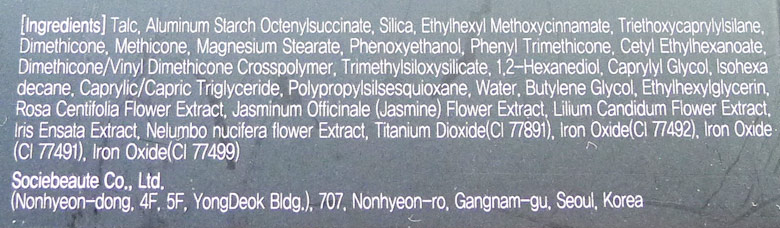 [Ingredients] Talc, Aluminum Starch Octenylsuccinate, Silica, Ethylhexyl Methoxycinnamate, Triethoxycaprylylsilane,
Dimethicone, Methicone, Magnesium Stearate, Phenoxyethanol, Phenyl Trimethicone, Cetyl Ethylhexanoate,
Dimethicone/Vinyl Dimethicone Crosspolymer, Trimethylsiloxysilicate, 1,2-Hexanediol, Caprylyl Glycol, Isohexa
decane, Caprylic/Capric Triglyceride, Polypropylsilsesquioxane, Water, Butylene Glycol, Ethylhexylglycerin,
Rosa Centifolia Flower Extract, Jasminum Officinale (Jasmine) Flower Extract, Lilium Candidum Flower Extract,
Iris Ensata Extract, Nelumbo nucifera flower Extract, Titanium Dioxide(CI 77891), Iron Oxide(CI 77492), Iron Oxide
(CI 77491), Iron Oxide(CI 77499)
Sociebeaute Co., Ltd.
(Nonhyeon-dong, 4F, 5F, YongDeok Bldg.), 707, Nonhyeon-ro, Gangnam-gu, Seoul, Korea